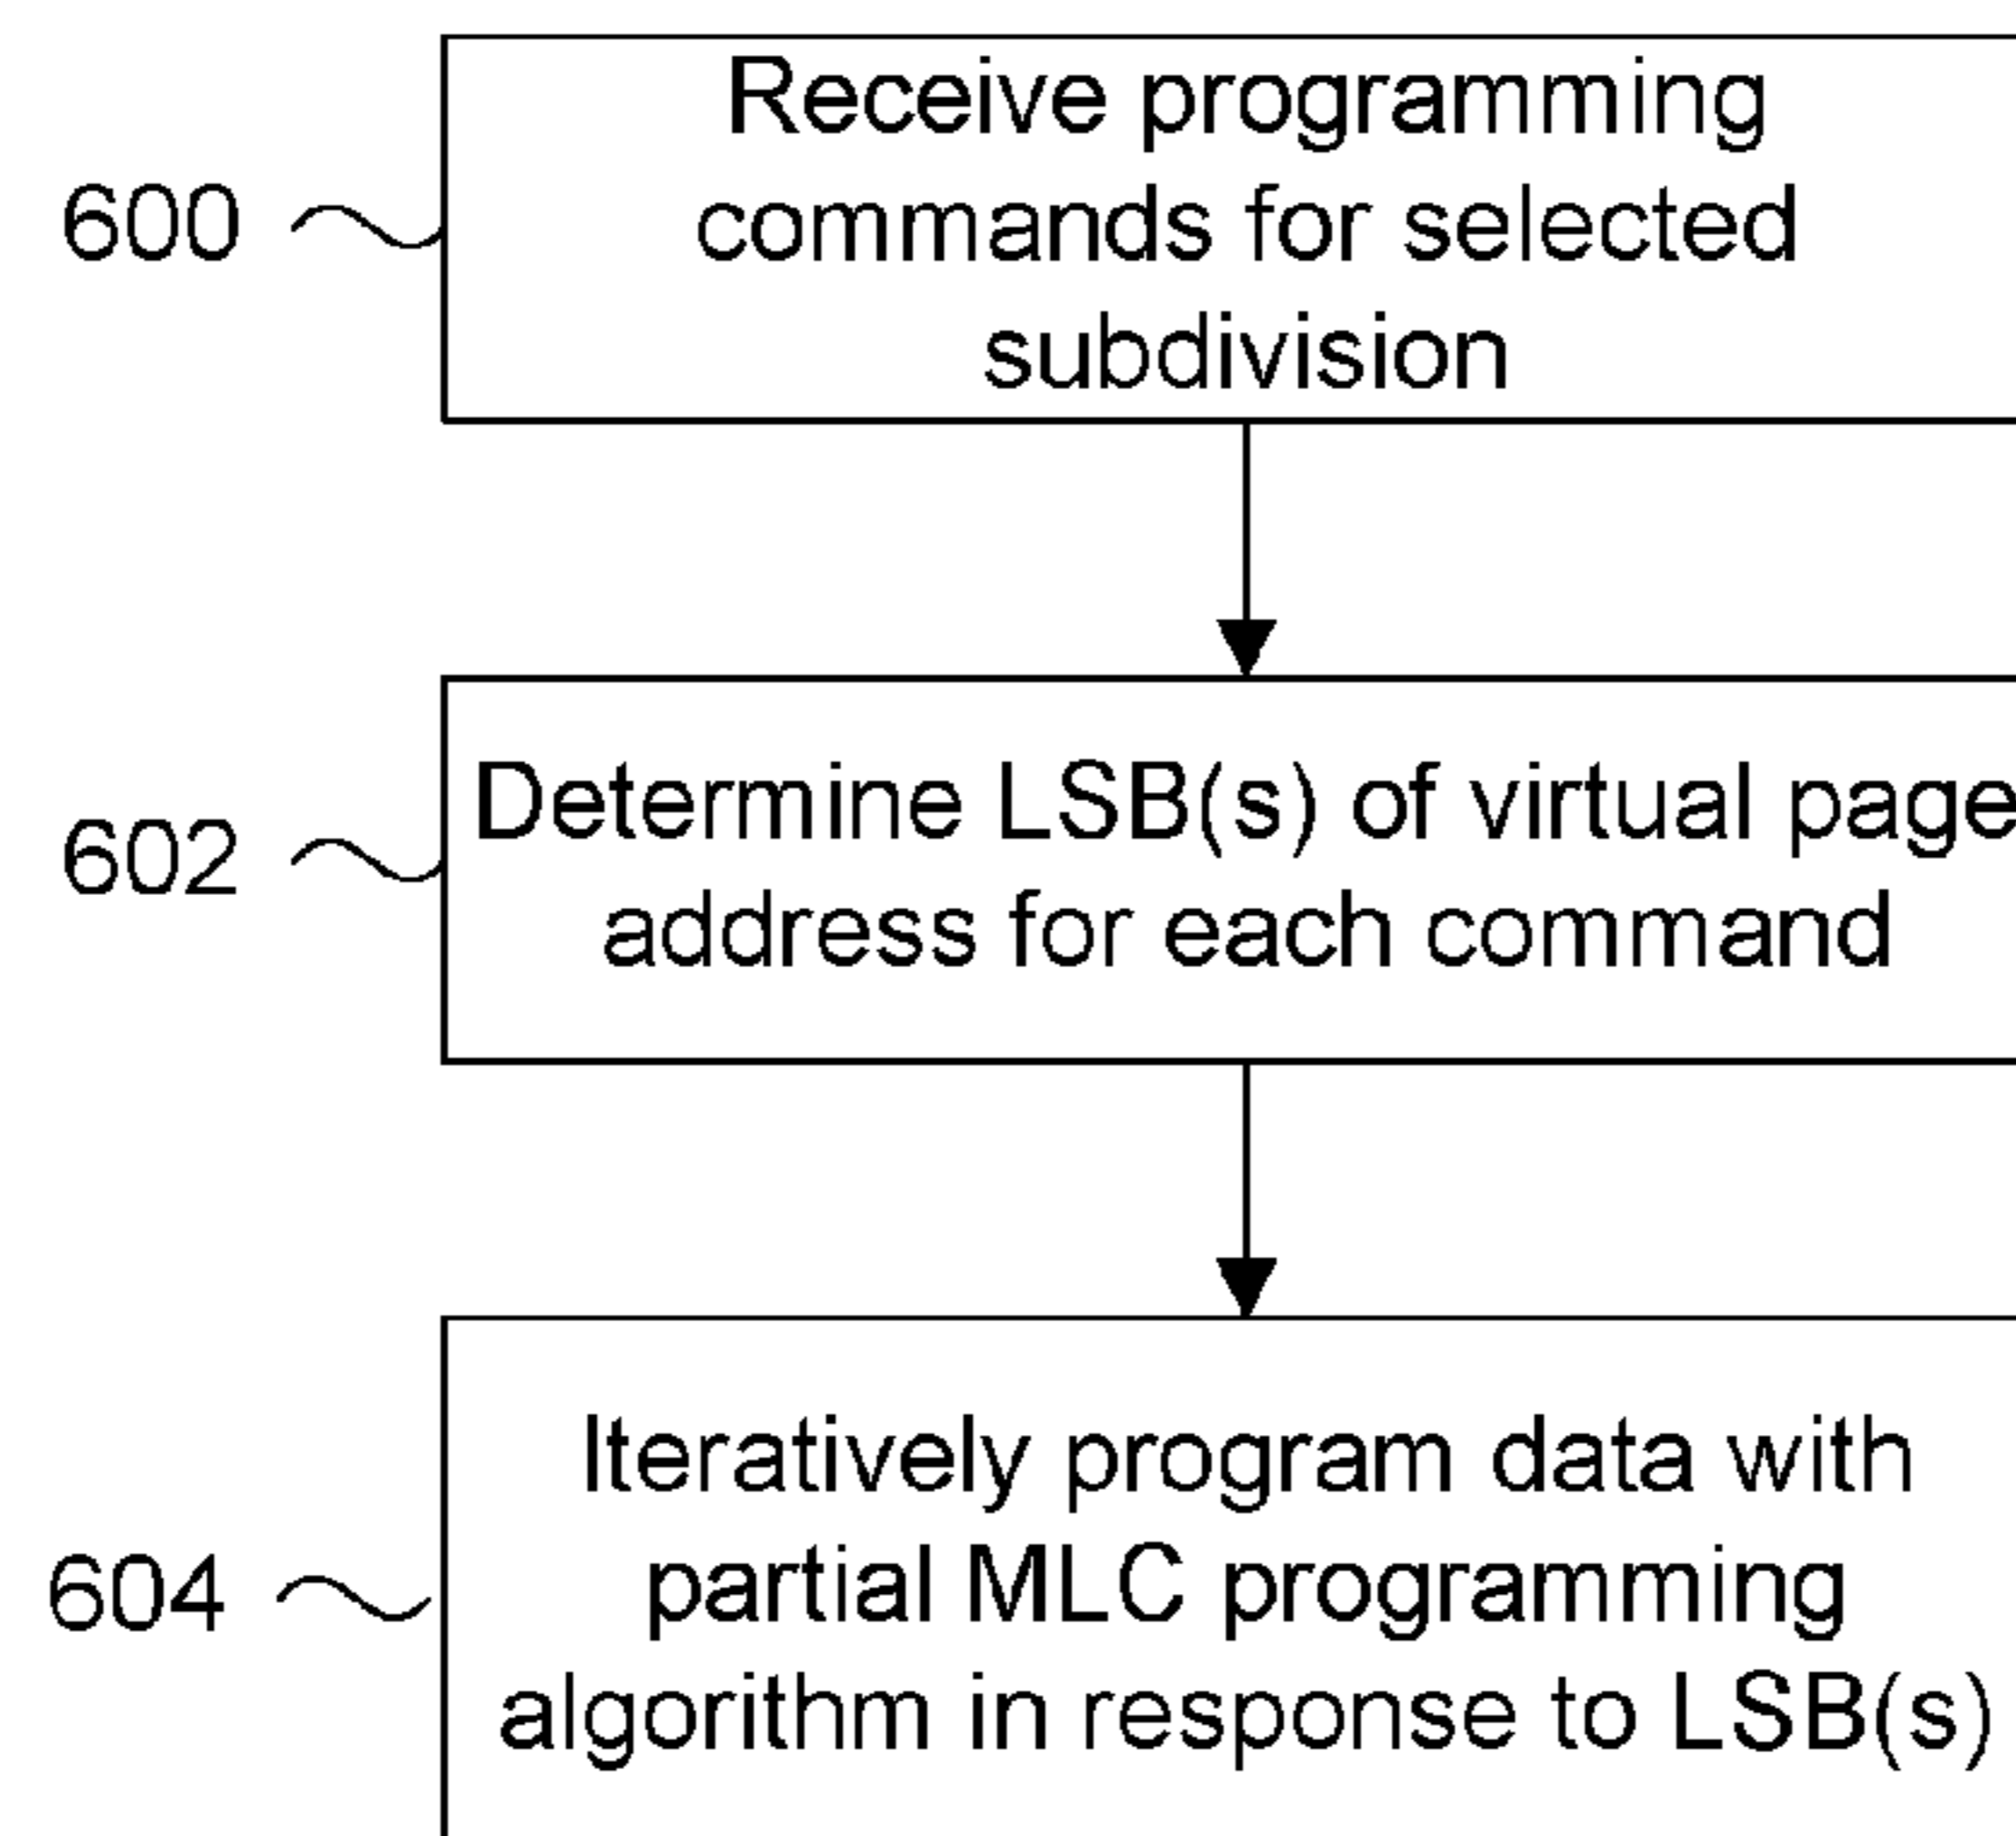 Receive programming
600
commands for selected
subdivision
Determine LSB(s) of virtual page
602
address for each command
Iteratively program data with
604
partial MLC programming
algorithm in response to LSB(s)